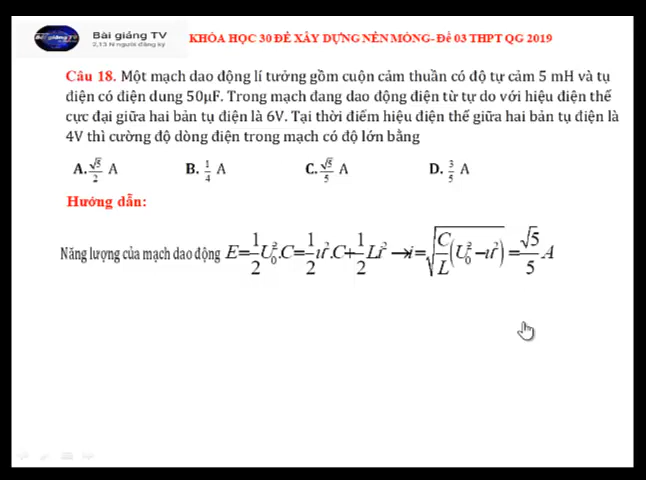 Bài giảng TV
2,13 N người đăng ký
KHÓA HỌC 30 ĐỀ XÂY DỰNG NỀN MÓNG- Đề 03 THPT QG 2019
Câu 18. Một mạch dao động lí tưởng gồm cuộn cảm thuần có độ tự cảm 5 mH và tụ
điện có điện dung 50μF. Trong mạch đang dao động điện từ tự do với hiệu điện thế
cực đại giữa hai bản tụ điện là 6V. Tại thời điểm hiệu điện thế giữa hai bản tụ điện là
4V thì cường độ dòng điện trong mạch có độ lớn bằng
A. √5/2 A B. 1/4 A C. √5/5 A D. 3/5 A
Hướng dẫn:
Năng lượng của mạch dao động E=1/2 U₀².C=1/2 u².C+1/2 Li² →i=√(C/L (U₀²−u²)) =√5/5 A